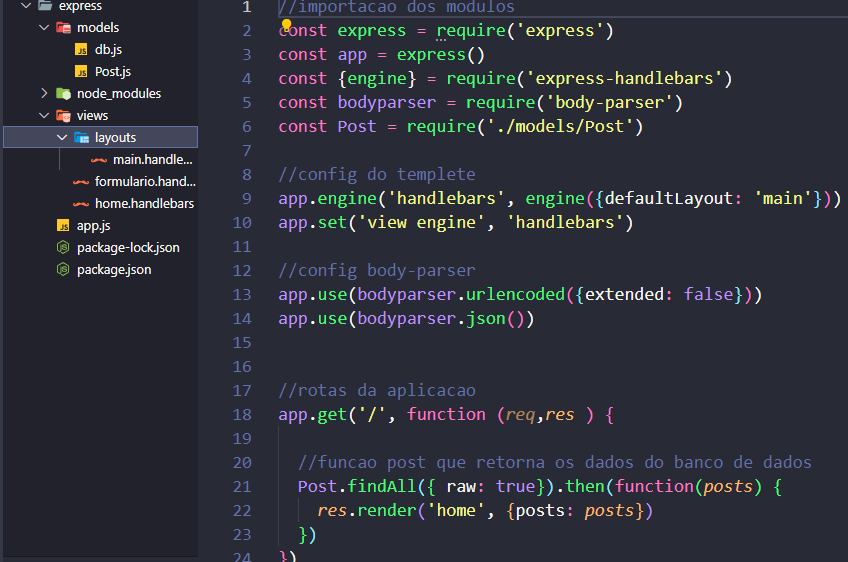 express
models
db.js
Post.js
node_modules
views
layouts
main.handle...
formulario.hand...
home.handlebars
app.js
package-lock.json
package.json
1 //importacao dos modulos
2 const express = require('express')
3 const app = express()
4 const {engine} = require('express-handlebars')
5 const bodyparser = require('body-parser')
6 const Post = require('./models/Post')
7
8 //config do templete
9 app.engine('handlebars', engine({defaultLayout: 'main'}))
10 app.set('view engine', 'handlebars')
11
12 //config body-parser
13 app.use(bodyparser.urlencoded({extended: false}))
14 app.use(bodyparser.json())
15
16
17 //rotas da aplicacao
18 app.get('/', function (req,res ) {
19
20 //funcao post que retorna os dados do banco de dados
21 Post.findAll({ raw: true}).then(function(posts) {
22 res.render('home', {posts: posts})
23 })
24 })